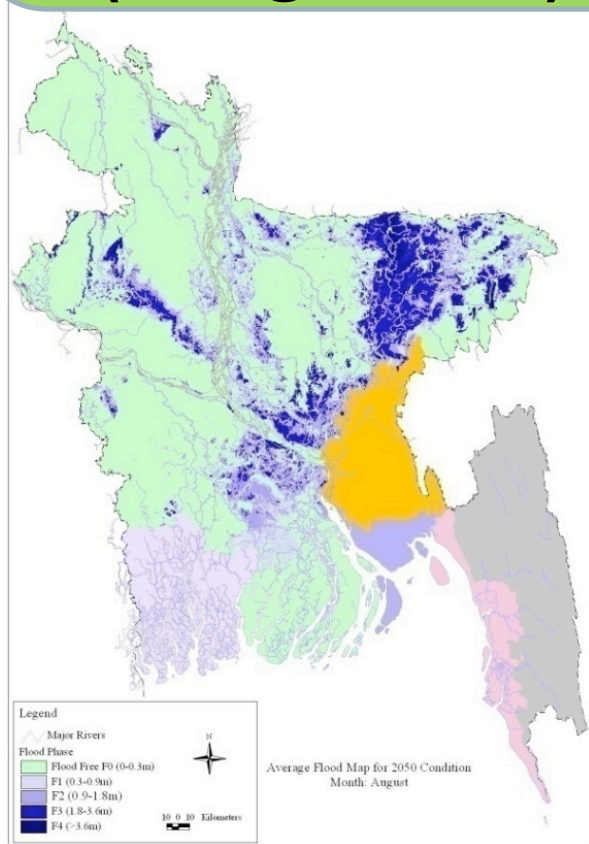 Legend
Major Rivers
Flood Phase
Flood Free F0 (0-0.3m)
F1 (0.3-0.9m)
F2 (0.9-1.8m)
F3 (1.8-3.6m)
F4 (>3.6m)
N
10 0 10 Kilometers
Average Flood Map for 2050 Condition
Month: August